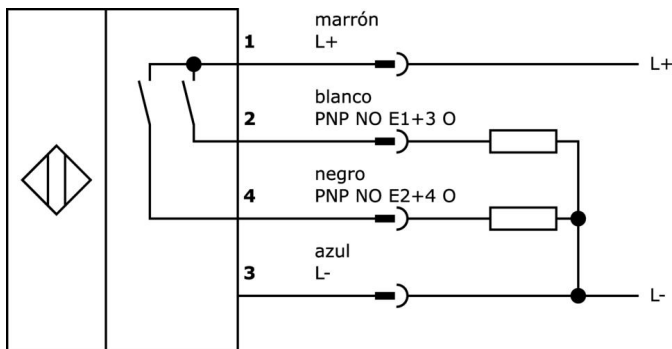 marrón
1 L+
L+
blanco
2 PNP NO E1+3 O
negro
4 PNP NO E2+4 O
azul
3 L-
L-